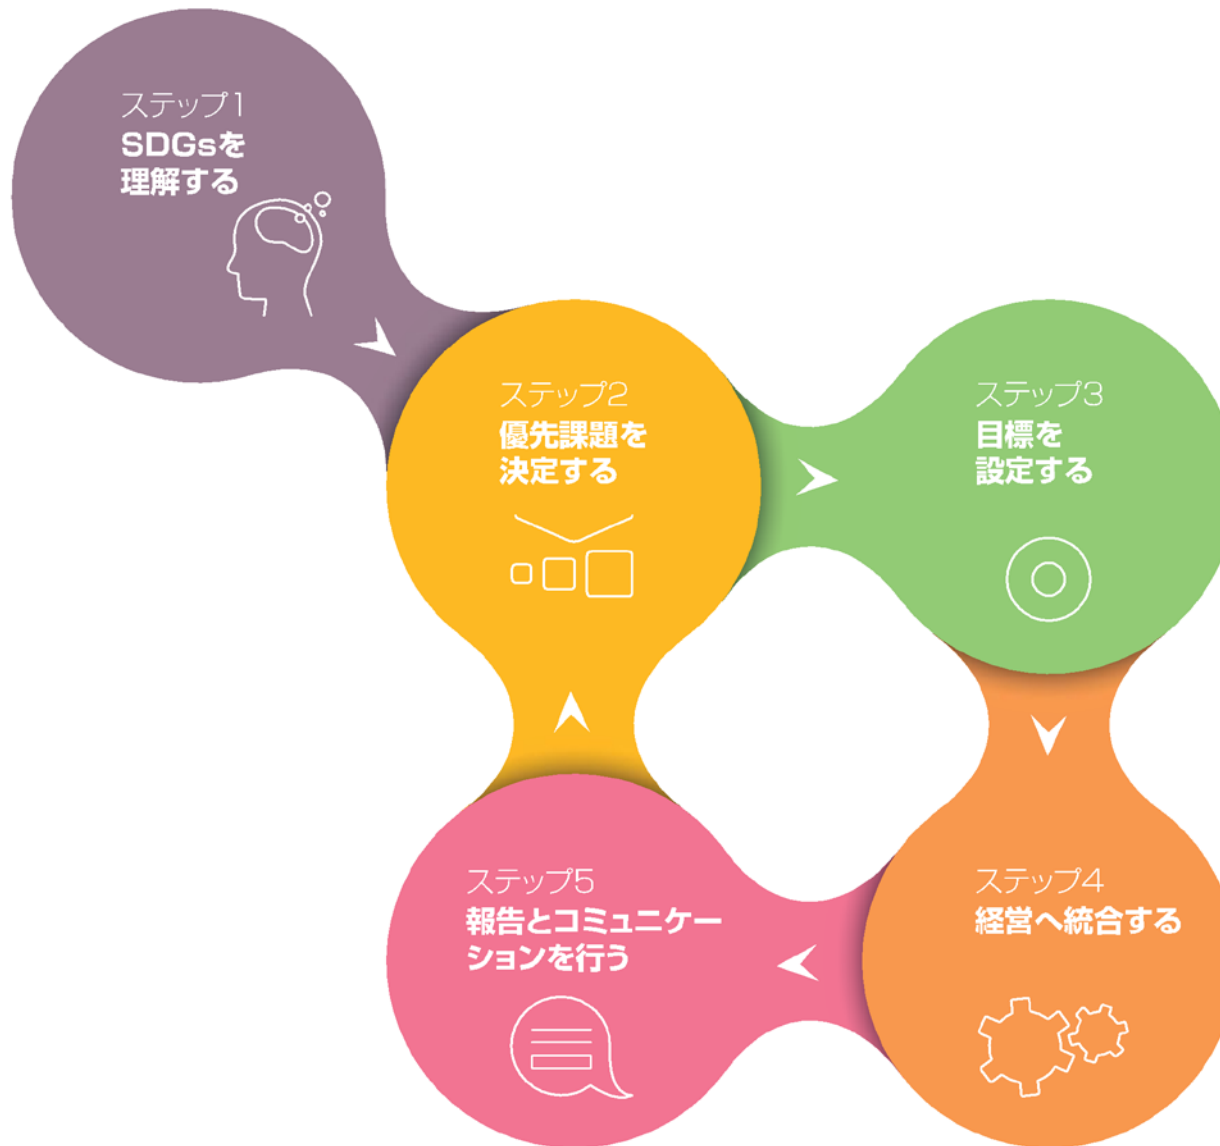 ステップ1
SDGsを
理解する
ステップ2
優先課題を
決定する
ステップ3
目標を
設定する
ステップ4
経営へ統合する
ステップ5
報告とコミュニケー
ションを行う